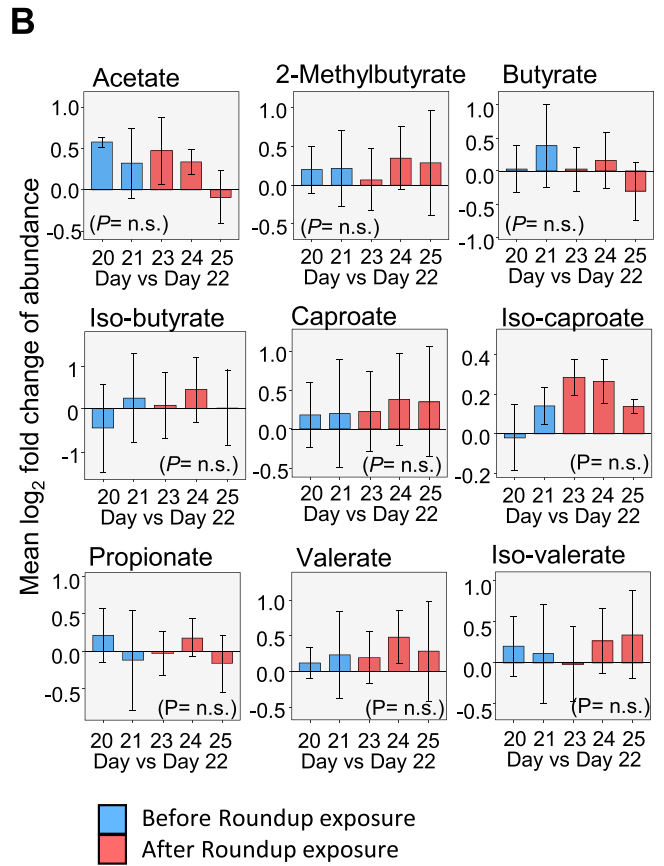 B
Mean log2 fold change of abundance
Acetate
1.0
0.5
0.0
-0.5
(P= n.s.)
20 21 23 24 25
Day vs Day 22
2-Methylbutyrate
1.0
0.5
0.0
-0.5
(P= n.s.)
20 21 23 24 25
Day vs Day 22
Butyrate
1.0
0.5
0.0
-0.5
-1.0
(P= n.s.)
20 21 23 24 25
Day vs Day 22
Iso-butyrate
1
0
-1
(P= n.s.)
20 21 23 24 25
Day vs Day 22
Caproate
1.0
0.5
0.0
-0.5
(P= n.s.)
20 21 23 24 25
Day vs Day 22
Iso-caproate
0.4
0.2
0.0
-0.2
(P= n.s.)
20 21 23 24 25
Day vs Day 22
Propionate
1.0
0.5
0.0
-0.5
(P= n.s.)
20 21 23 24 25
Day vs Day 22
Valerate
1.0
0.5
0.0
-0.5
(P= n.s.)
20 21 23 24 25
Day vs Day 22
Iso-valerate
1.0
0.5
0.0
-0.5
(P= n.s.)
20 21 23 24 25
Day vs Day 22
Before Roundup exposure
After Roundup exposure